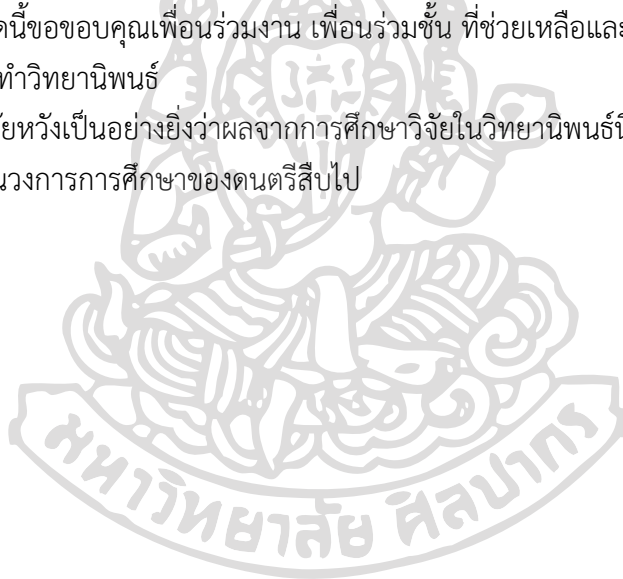 ดนี้ขอขอบคุณเพื่อนร่วมงาน เพื่อนร่วมชั้น ที่ช่วยเหลือและ
ทำวิทยานิพนธ์
ัยหวังเป็นอย่างยิ่งว่าผลจากการศึกษาวิจัยในวิทยานิพนธ์นี
นวงการการศึกษาของดนตรีสืบไป
มหาวิทยาลัย ศิลปากร